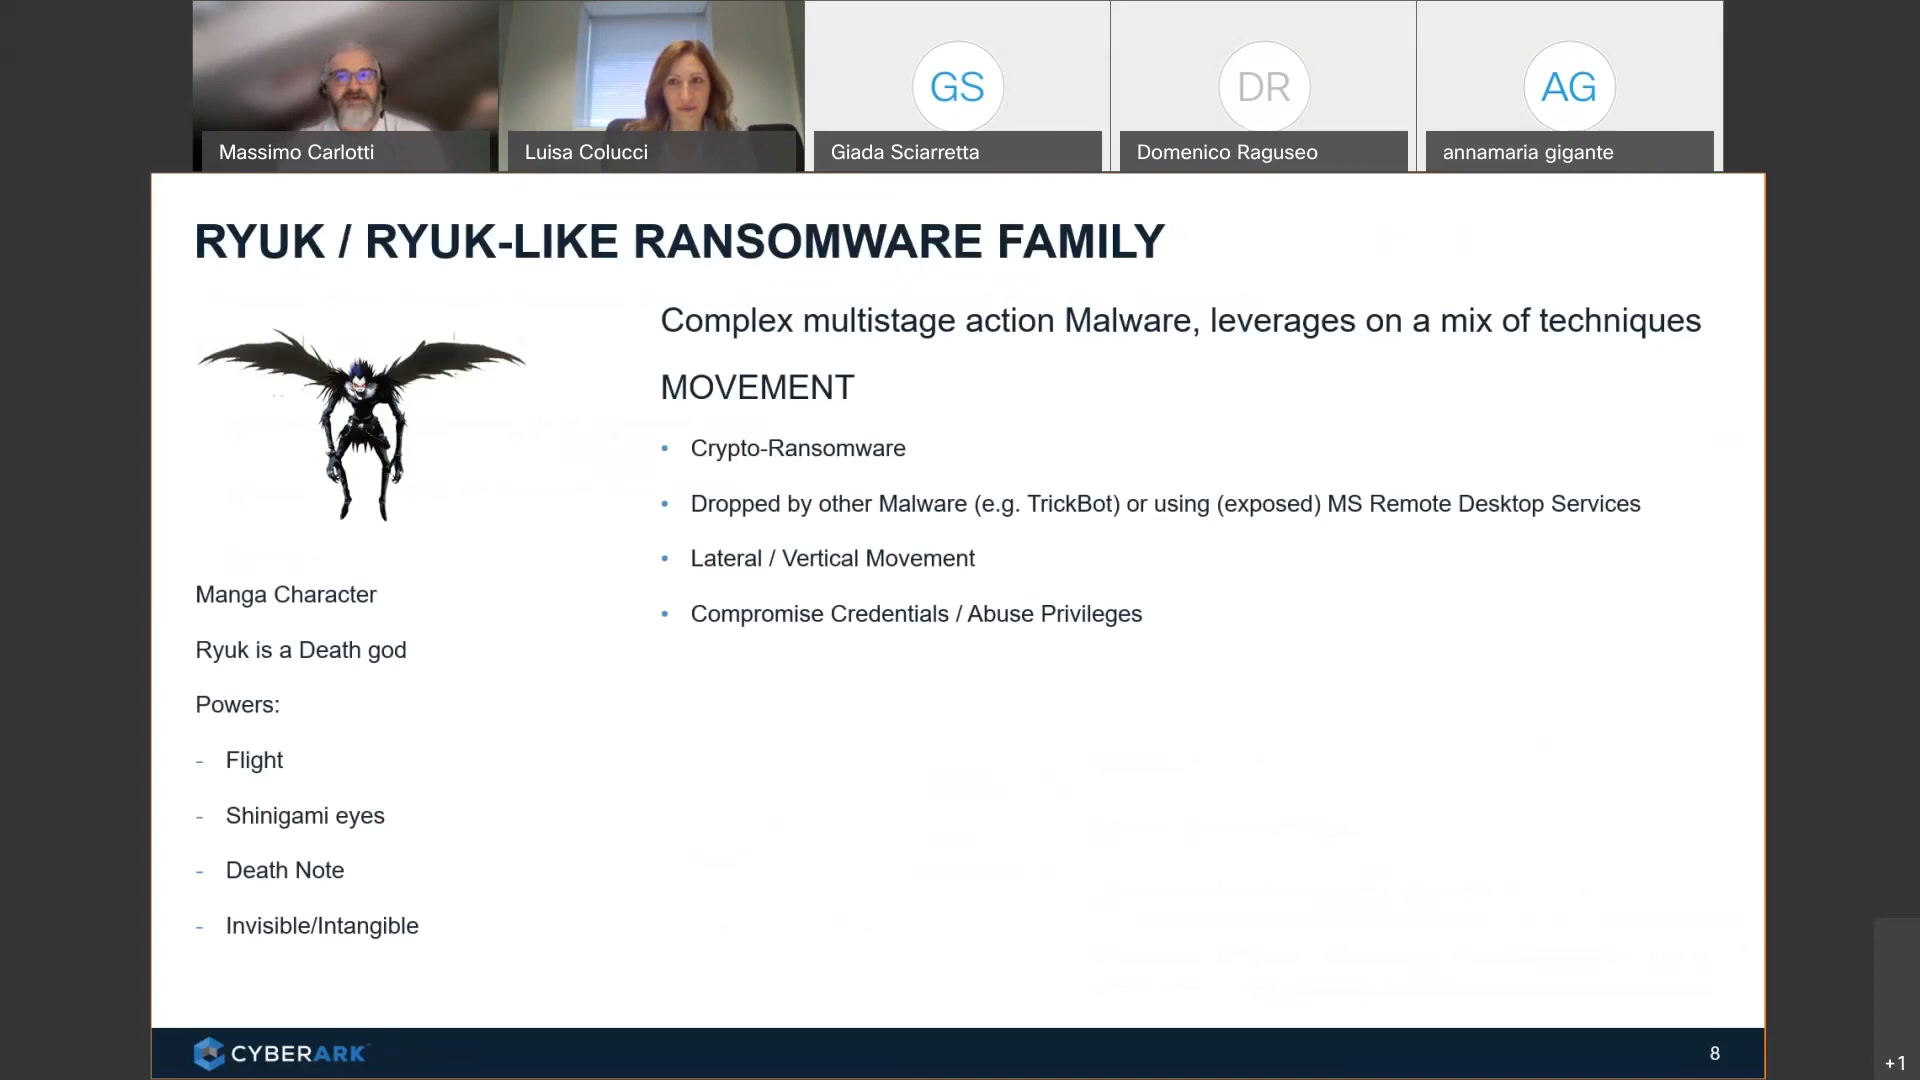 GS
DR
AG
Massimo Carlotti
Luisa Colucci
Giada Sciarretta
Domenico Raguseo
annamaria gigante
RYUK / RYUK-LIKE RANSOMWARE FAMILY
Complex multistage action Malware, leverages on a mix of techniques
MOVEMENT
• Crypto-Ransomware
• Dropped by other Malware (e.g. TrickBot) or using (exposed) MS Remote Desktop Services
• Lateral / Vertical Movement
• Compromise Credentials / Abuse Privileges
Manga Character
Ryuk is a Death god
Powers:
- Flight
- Shinigami eyes
- Death Note
- Invisible/Intangible
CYBERARK
8
+1